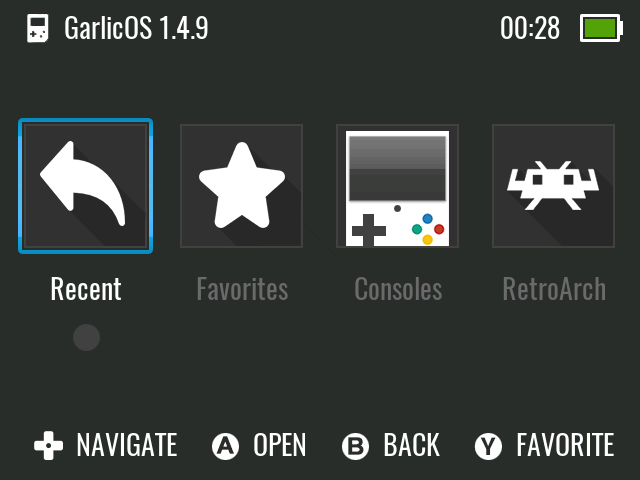 GarlicOS 1.4.9 00:28
Recent Favorites Consoles RetroArch
NAVIGATE A OPEN B BACK Y FAVORITE